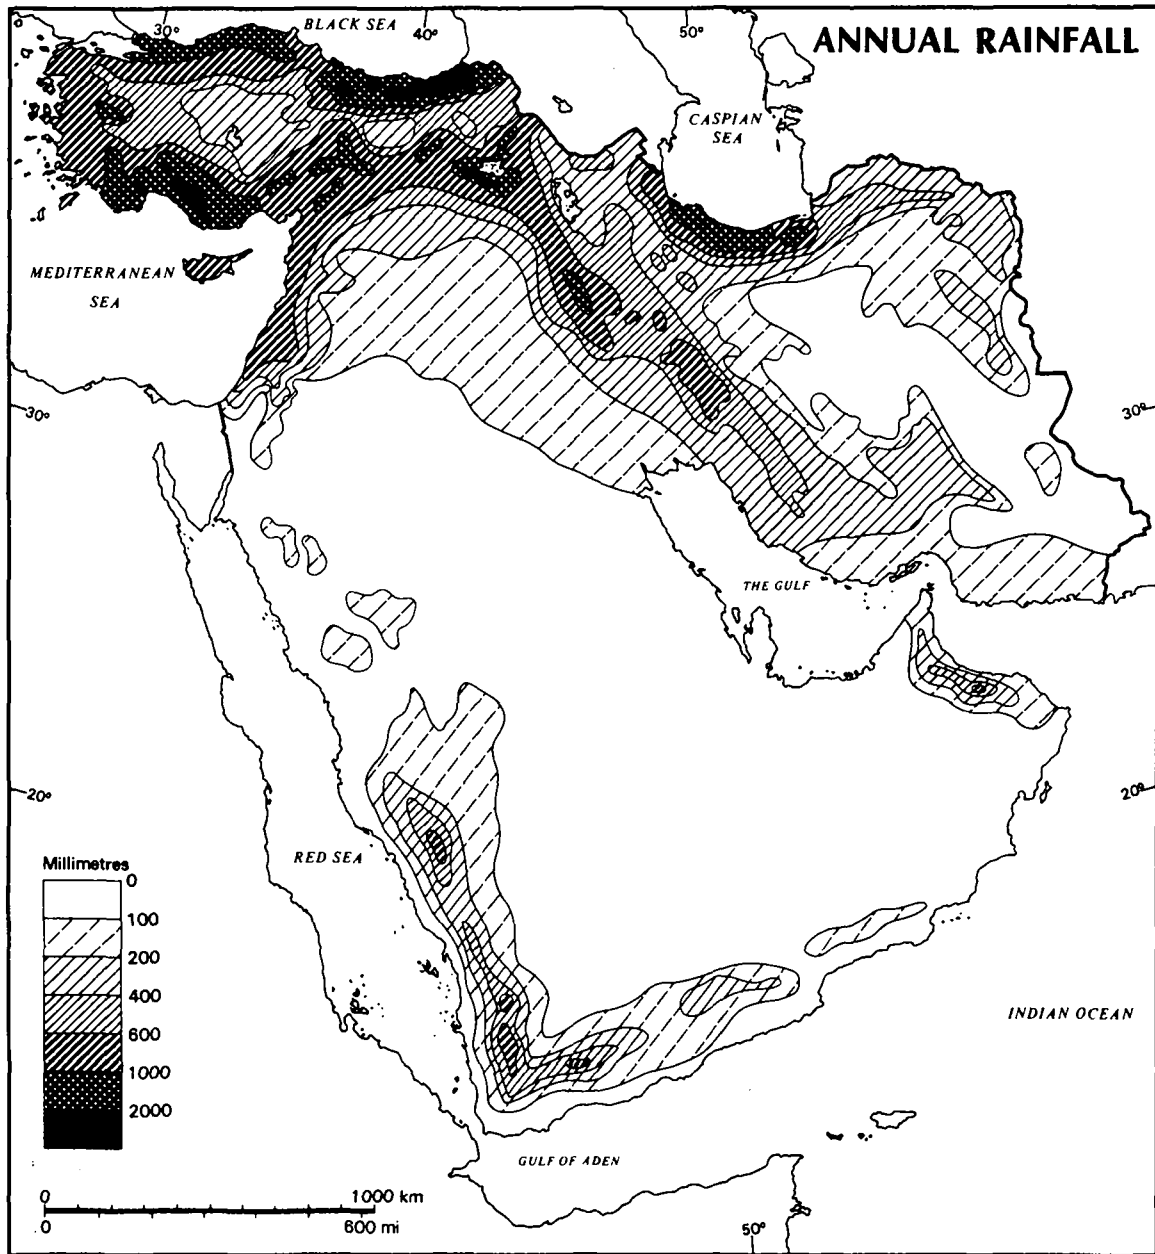 ANNUAL RAINFALL
BLACK SEA
30°
40°
50°
CASPIAN
SEA
MEDITERRANEAN
SEA
30°
30°
THE GULF
20°
20°
RED SEA
Millimetres
0
100
200
400
600
1000
2000
INDIAN OCEAN
GULF OF ADEN
0
1000 km
0
600 mi
50°